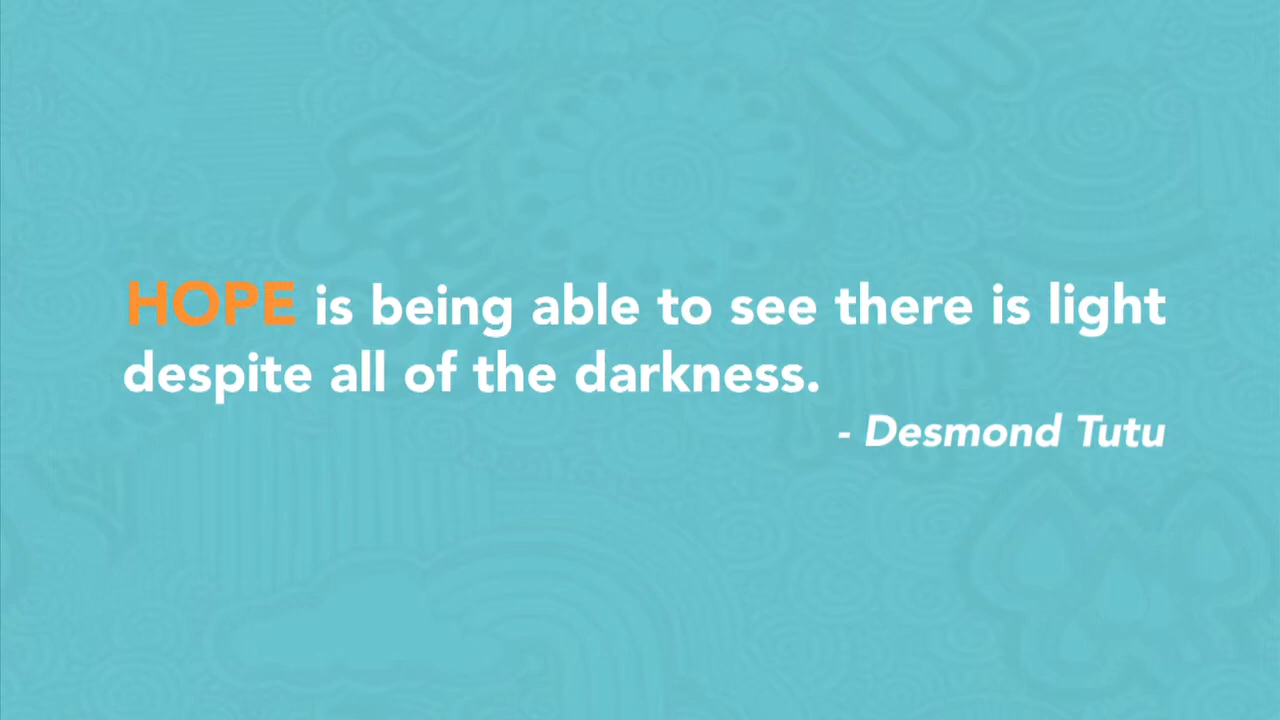 HOPE is being able to see there is light
despite all of the darkness.
- Desmond Tutu